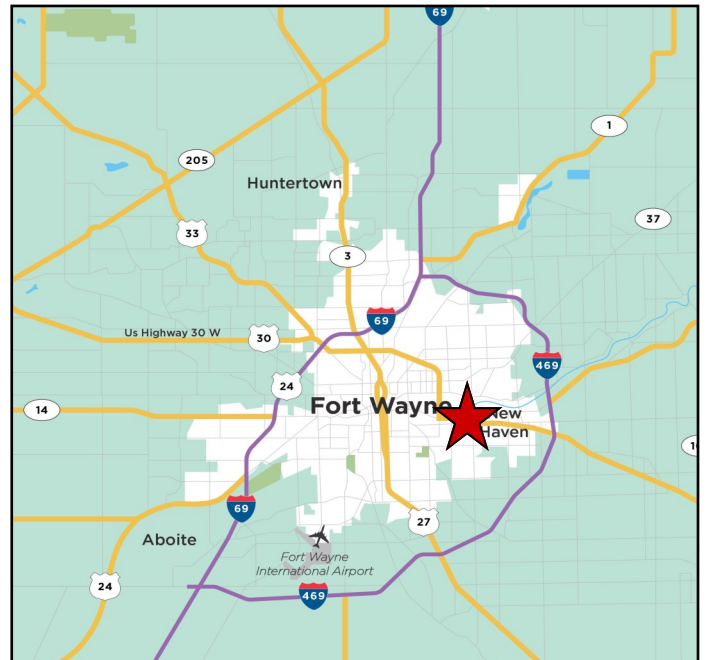 69
1
205
Huntertown
37
33
3
69
Us Highway 30 W
30
469
24
Fort Wayne
14
New
Haven
69
27
Aboite
Fort Wayne
International Airport
24
469